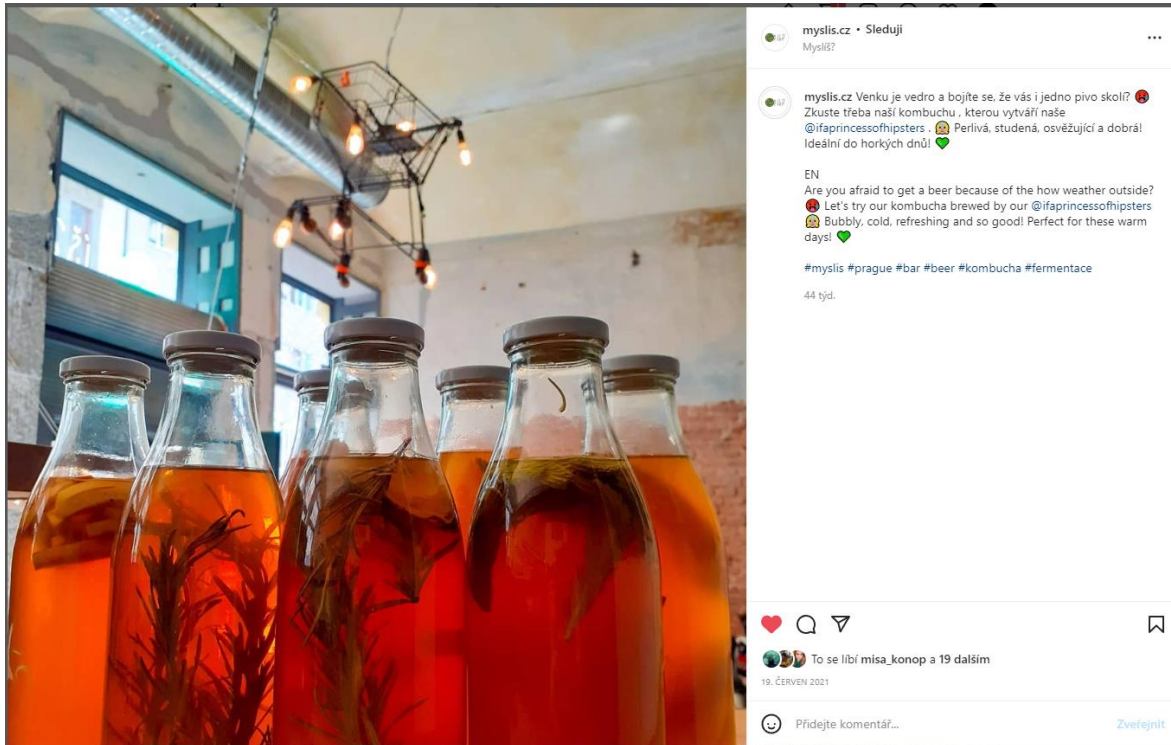 myslis.cz • Sleduji
Myslíš?
myslis.cz Venku je vedro a bojíte se, že vás i jedno pivo skolí? 🥵
Zkuste třeba naší kombuchu , kterou vytváří naše
@ifaprincessofhipsters . 👸 Perlivá, studená, osvěžující a dobrá!
Ideální do horkých dnů! 💚
EN
Are you afraid to get a beer because of the how weather outside?
🥵 Let's try our kombucha brewed by our @ifaprincessofhipsters
👸 Bubbly, cold, refreshing and so good! Perfect for these warm
days! 💚
#myslis #prague #bar #beer #kombucha #fermentace
44 týd.
To se líbí misa_konop a 19 dalším
19. ČERVEN 2021
Přidejte komentář...
Zveřejnit